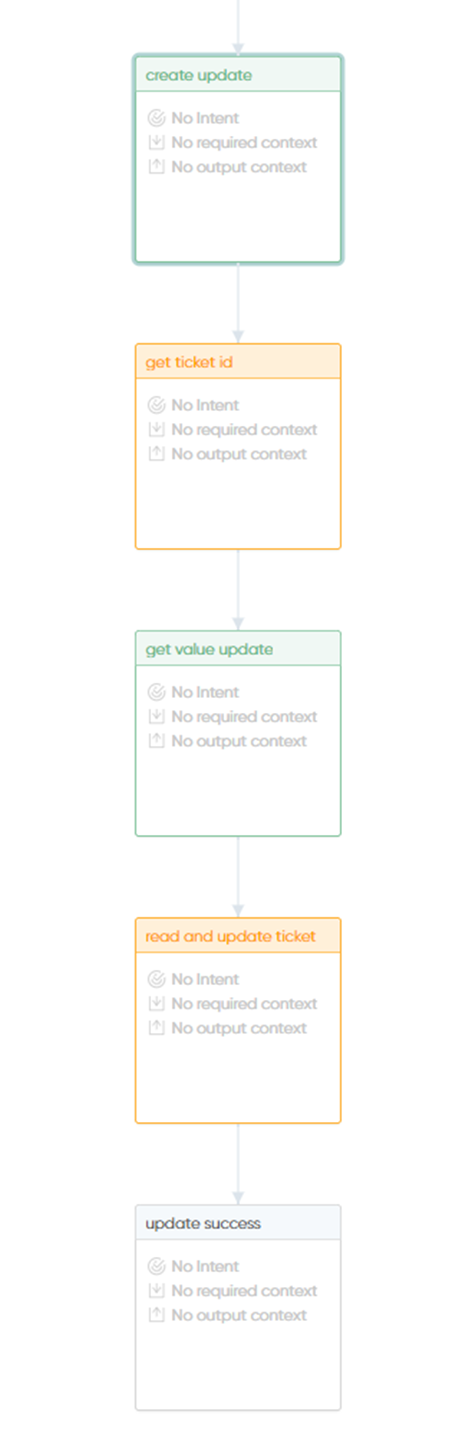 create update
No Intent
No required context
No output context
get ticket id
No Intent
No required context
No output context
get value update
No Intent
No required context
No output context
read and update ticket
No Intent
No required context
No output context
update success
No Intent
No required context
No output context